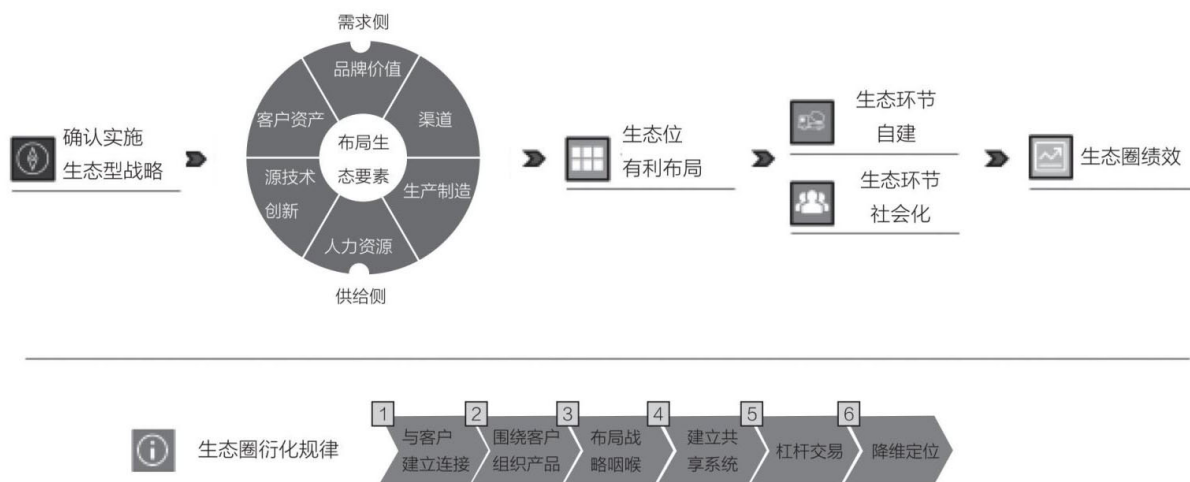 需求侧
品牌价值
客户资产
渠道
布局生
态要素
源技术
创新
生产制造
人力资源
供给侧
确认实施
生态型战略
生态位
有利布局
生态环节
自建
生态环节
社会化
生态圈绩效
生态圈衍化规律
1
与客户
建立连接
2
围绕客户
组织产品
3
布局战
略咽喉
4
建立共
享系统
5
杠杆交易
6
降维定位